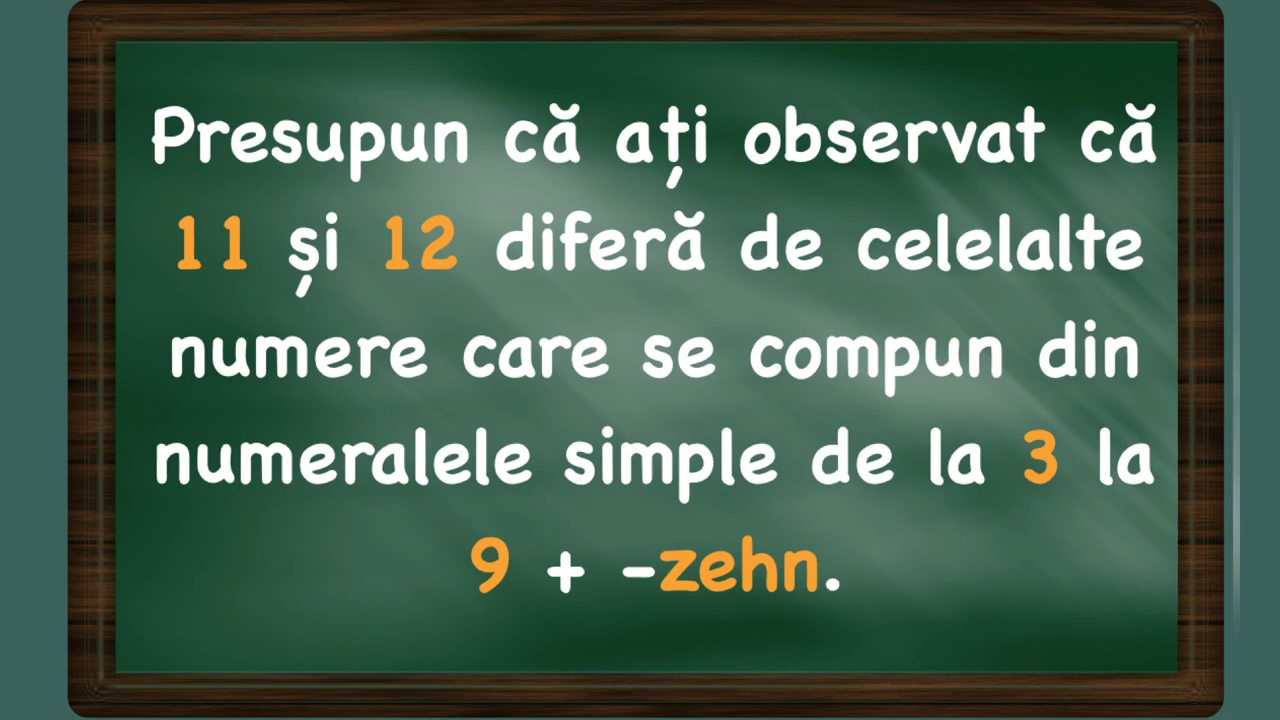 Presupun că ați observat că
11 și 12 diferă de celelalte
numere care se compun din
numeralele simple de la 3 la
9 + -zehn.